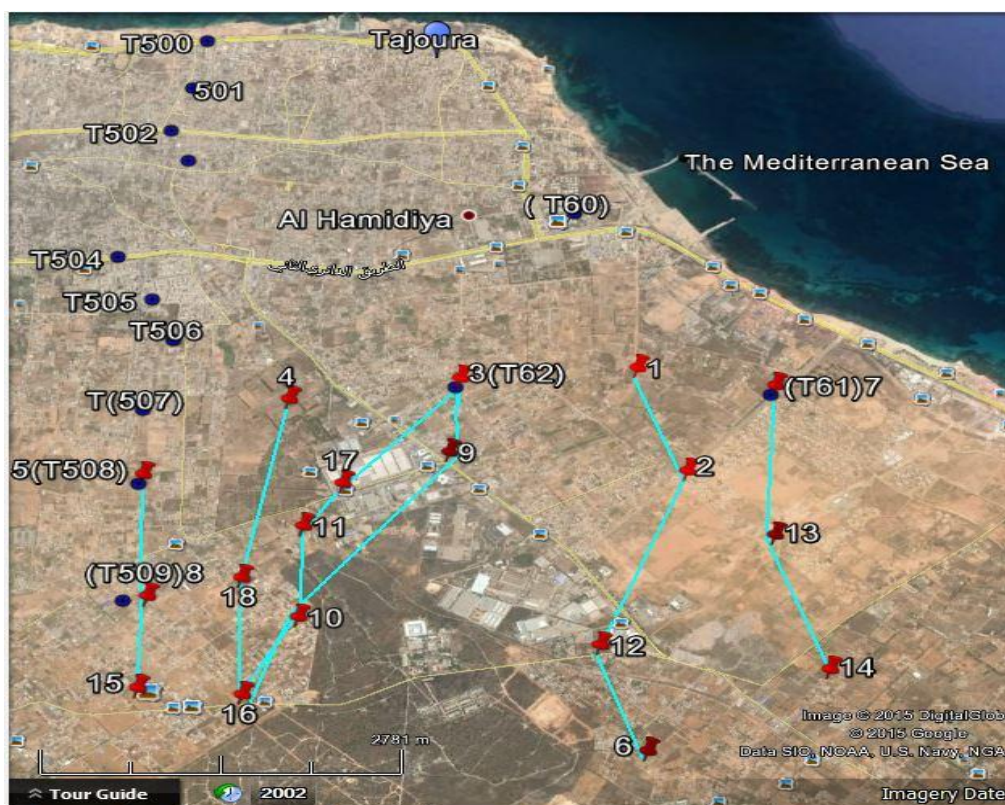 T500
Tajoura
501
T502
The Mediterranean Sea
( T60)
Al Hamidiya
T504
T505
T506
4
3(T62)
1
(T61)7
T(507)
9
5(T508)
17
2
11
13
(T509)8
18
10
12
14
15
16
6
2781 m
Image © 2015 DigitalGlob
© 2015 Google
Data SIO, NOAA, U.S. Navy, NGA
Tour Guide
2002
Imagery Date